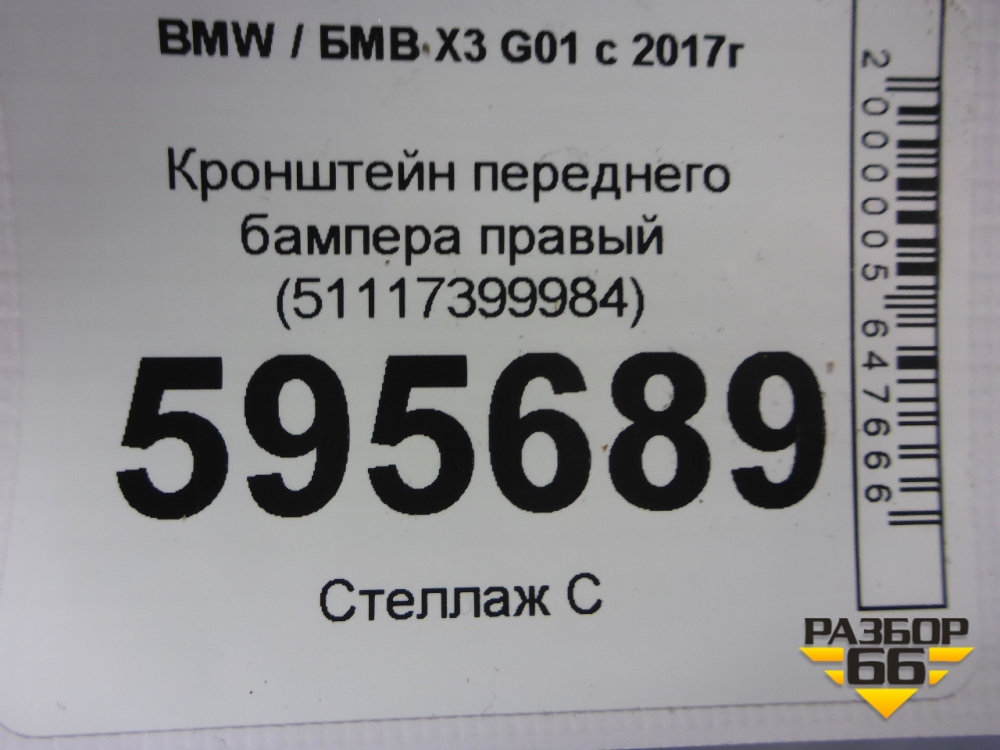 BMW / БМВ X3 G01 с 2017г
Кронштейн переднего
бампера правый
(51117399984)
595689
Стеллаж С
2000005647666
РАЗБОР
66